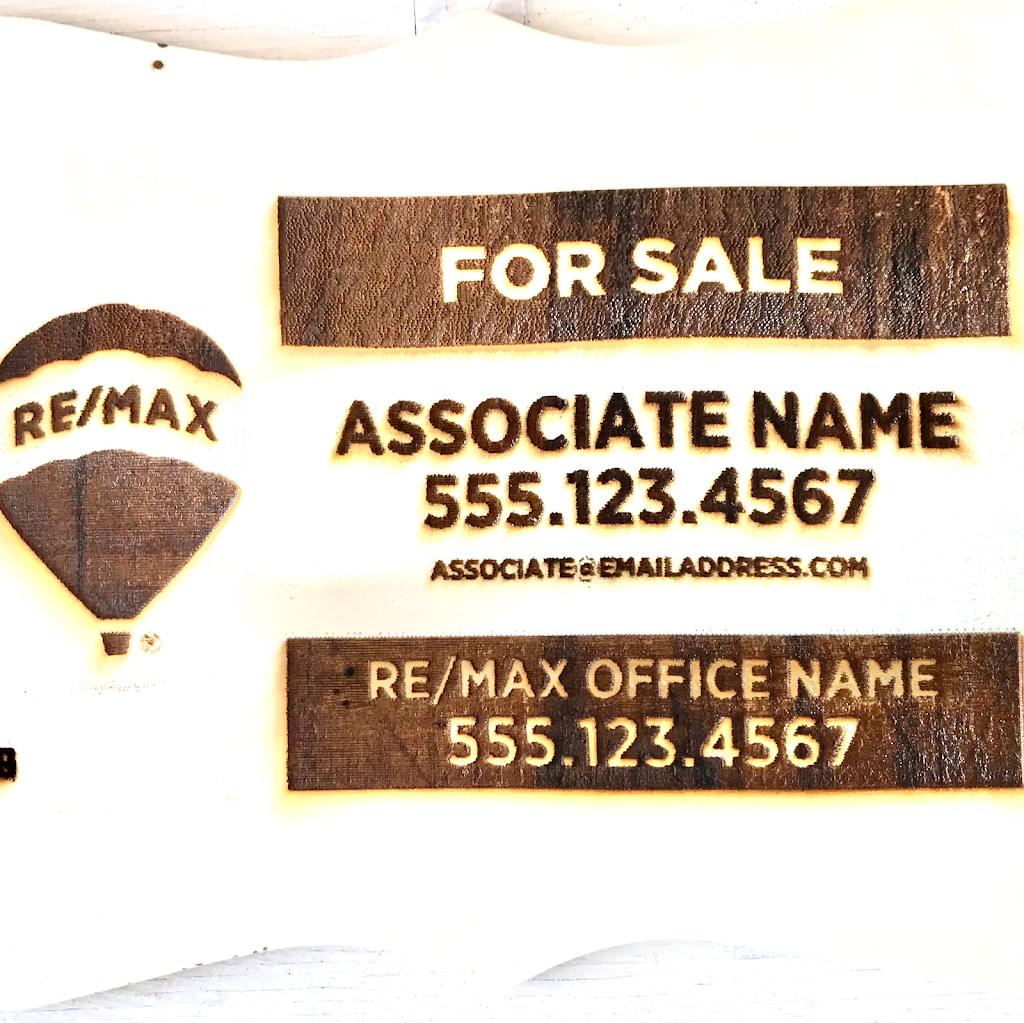 FOR SALE
RE/MAX
ASSOCIATE NAME
555.123.4567
ASSOCIATE@EMAILADDRESS.COM
®
RE/MAX OFFICE NAME
555.123.4567